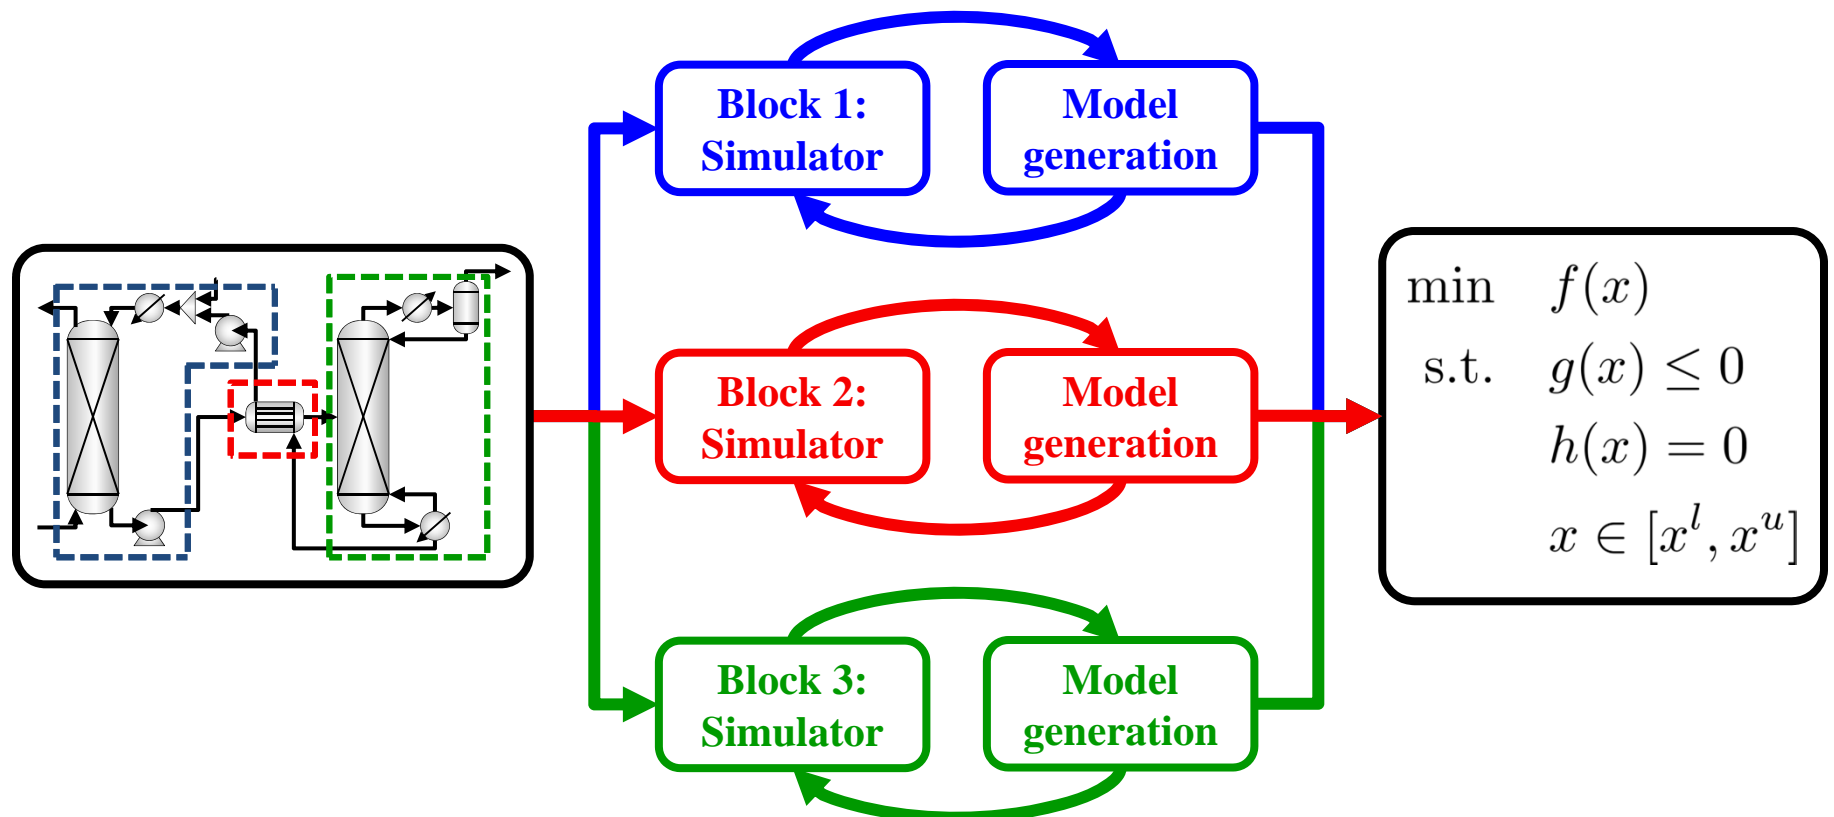 Block 1:
Simulator
Model
generation
Block 2:
Simulator
Model
generation
Block 3:
Simulator
Model
generation
min f(x)
s.t. g(x) ≤ 0
h(x) = 0
x ∈ [x^l, x^u]